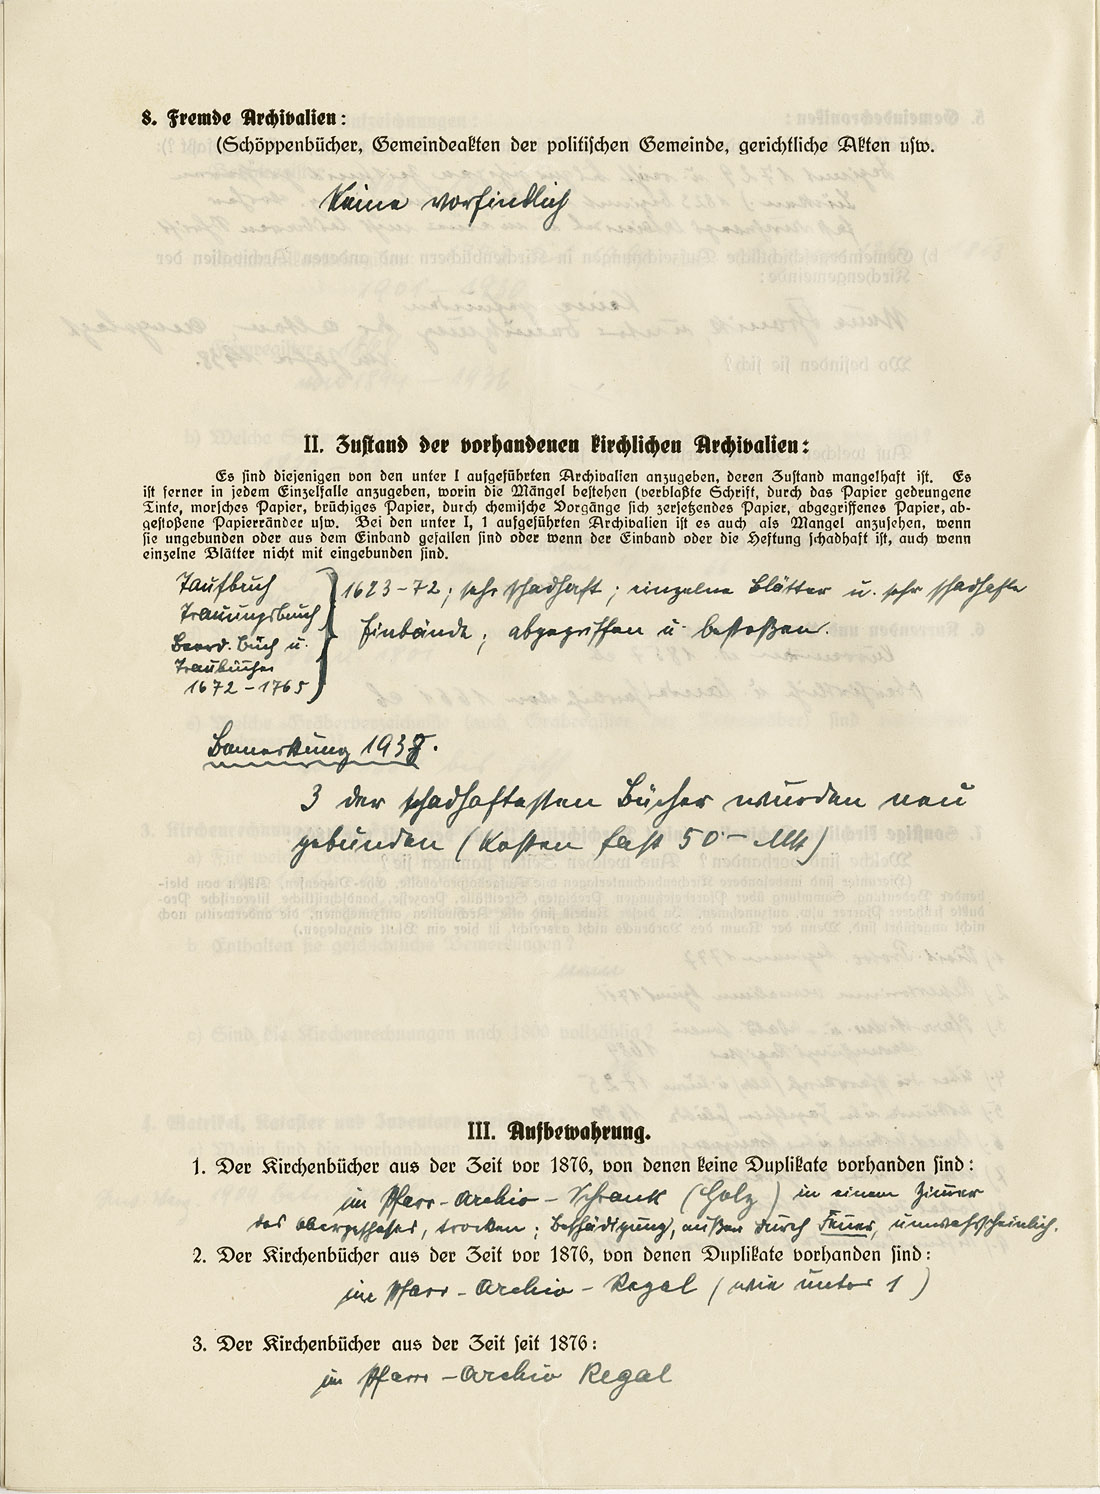 8. Fremde Archivalien:
(Schöppenbücher, Gemeindeakten der politischen Gemeinde, gerichtliche Akten usw.
Keine vorfindlich
II. Zustand der vorhandenen kirchlichen Archivalien:
Es sind diejenigen von den unter I aufgeführten Archivalien anzugeben, deren Zustand mangelhaft ist. Es
ist ferner in jedem Einzelfalle anzugeben, worin die Mängel bestehen (verblaßte Schrift, durch das Papier gedrungene
Tinte, morsches Papier, brüchiges Papier, durch chemische Vorgänge sich zersetzendes Papier, abgegriffenes Papier, ab-
gestoßene Papierränder usw. Bei den unter I, 1 aufgeführten Archivalien ist es auch als Mangel anzusehen, wenn
sie ungebunden oder aus dem Einband gefallen sind oder wenn der Einband oder die Heftung schadhaft ist, auch wenn
einzelne Blätter nicht mit eingebunden sind.
Taufbuch
Trauungsbuch
Beerd. Buch u.
Traubücher
1672 - 1765
1623-72; sehr schadhaft; einzelne Blätter u. sehr schadhafte
Einbände; abgegriffen u. bestoßen.
Bemerkung 1938.
3 der schadhaftesten Bücher wurden neu
gebunden (Kosten fast 50 - Mk)
III. Aufbewahrung.
1. Der Kirchenbücher aus der Zeit vor 1876, von denen keine Duplikate vorhanden sind:
im Pfarr-Archiv-Schrank (Holz) in einem Zimmer
des Obergeschosses, trocken; Beschädigung, außer durch Feuer, unwahrscheinlich.
2. Der Kirchenbücher aus der Zeit vor 1876, von denen Duplikate vorhanden sind:
im Pfarr-Archiv-Regal (wie unter 1)
3. Der Kirchenbücher aus der Zeit seit 1876:
im Pfarr-Archiv Regal